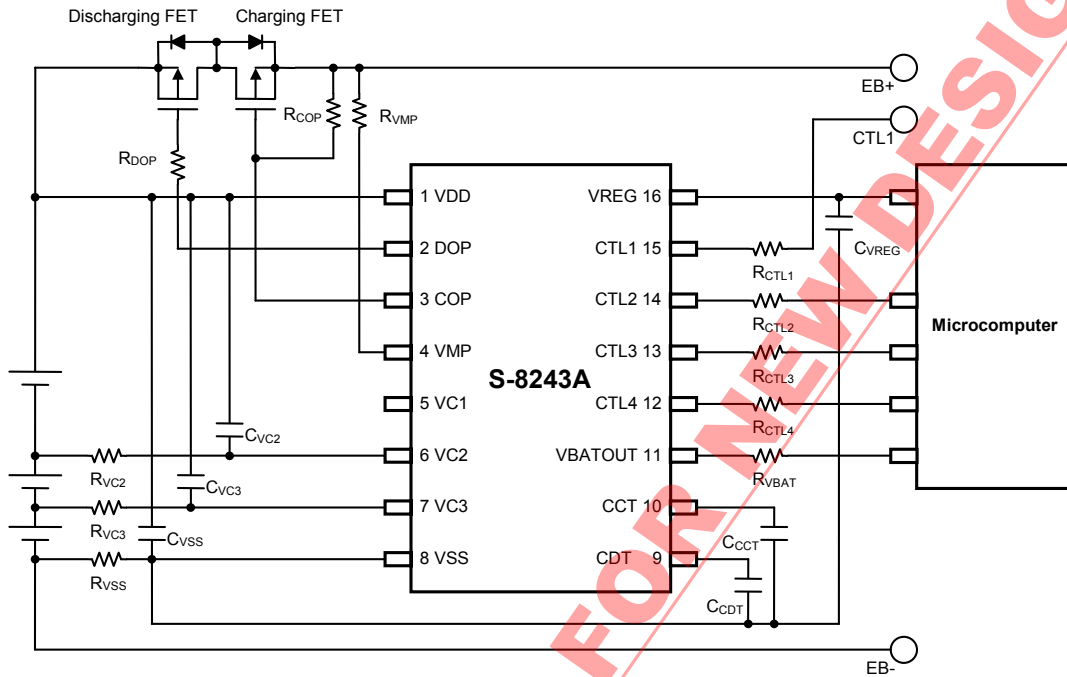 Discharging FET
Charging FET
EB+
RCOP
RVMP
CTL1
RDOP
1 VDD
VREG 16
2 DOP
CTL1 15
CVREG
RCTL1
3 COP
CTL2 14
Microcomputer
RCTL2
4 VMP
CTL3 13
S-8243A
RCTL3
5 VC1
CTL4 12
CVC2
RCTL4
6 VC2
VBATOUT 11
RVC2
CVC3
RVBAT
7 VC3
CCT 10
RVC3
CVSS
CCCT
8 VSS
CDT 9
RVSS
CCDT
EB-
FOR NEW DESIG